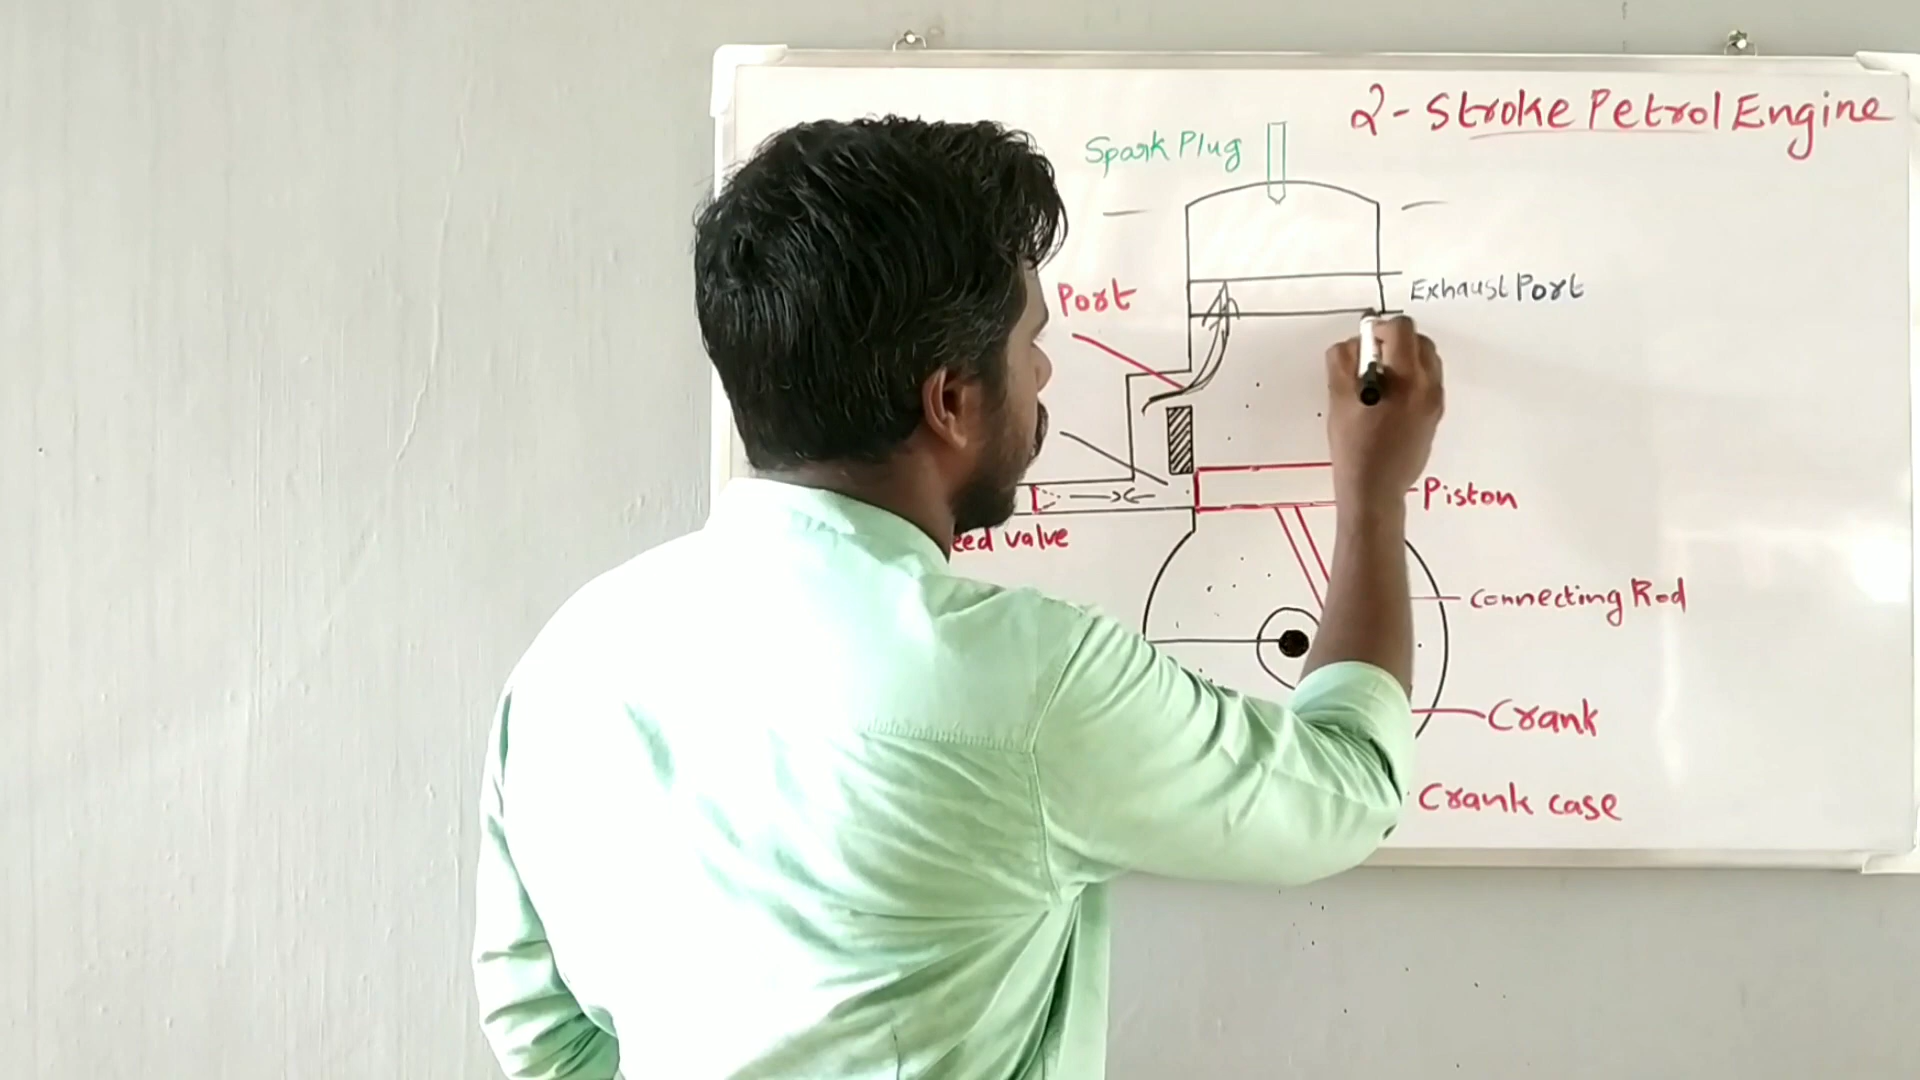 2-Stroke Petrol Engine
Spark Plug
Port
Exhaust Port
Piston
eed valve
Connecting Rod
Crank
Crank case